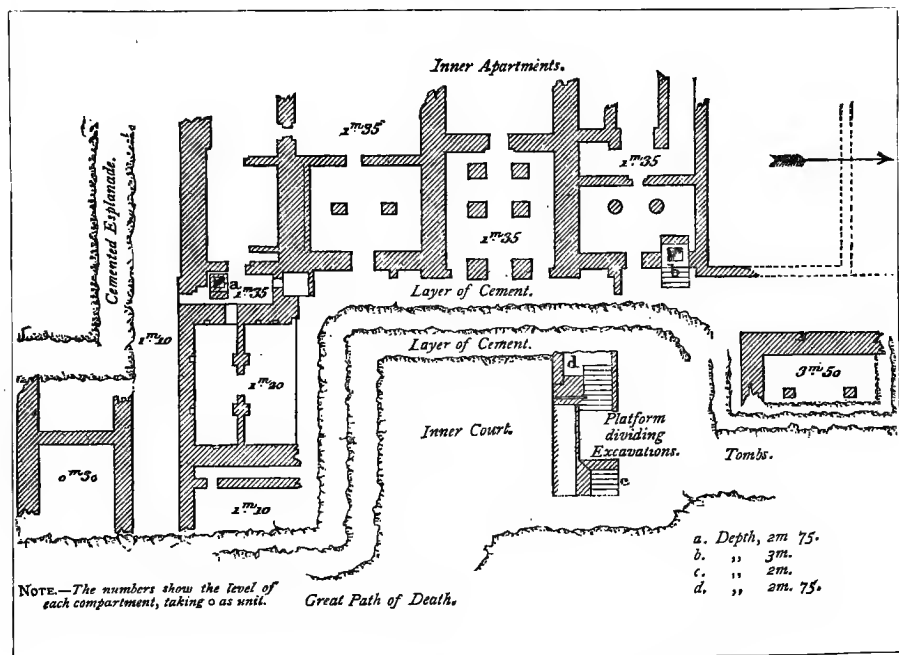 Inner Apartments.
1m. 35
1m. 35
1m. 35
Cemented Esplanade.
a
1m. 35
b
Layer of Cement.
Layer of Cement.
1m. 10
1m. 20
3m. 50
d
Platform
dividing
Excavations.
Inner Court.
Tombs.
0m. 50
c
1m. 10
a. Depth, 2m 75.
b. ,, 3m.
c. ,, 2m.
d. ,, 2m. 75.
NOTE.—The numbers show the level of
each compartment, taking 0 as unit.
Great Path of Death.